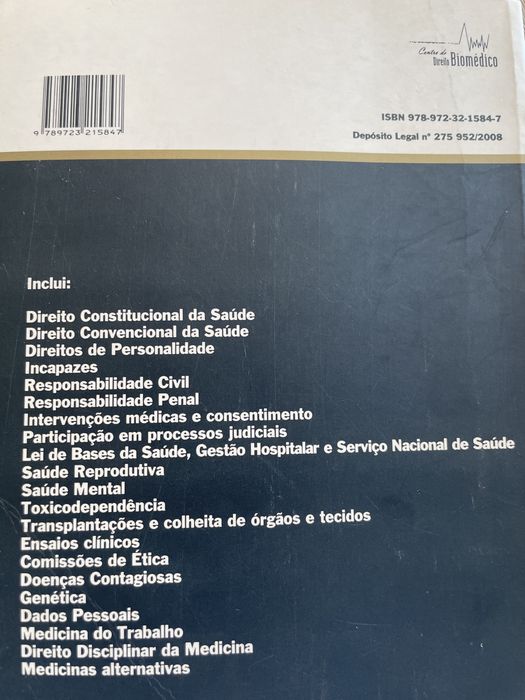 Centro de
Direito Biomédico
ISBN 978-972-32-1584-7
9 789723 215847
Depósito Legal nº 275 952/2008
Inclui:
Direito Constitucional da Saúde
Direito Convencional da Saúde
Direitos de Personalidade
Incapazes
Responsabilidade Civil
Responsabilidade Penal
Intervenções médicas e consentimento
Participação em processos judiciais
Lei de Bases da Saúde, Gestão Hospitalar e Serviço Nacional de Saúde
Saúde Reprodutiva
Saúde Mental
Toxicodependência
Transplantações e colheita de órgãos e tecidos
Ensaios clínicos
Comissões de Ética
Doenças Contagiosas
Genética
Dados Pessoais
Medicina do Trabalho
Direito Disciplinar da Medicina
Medicinas alternativas